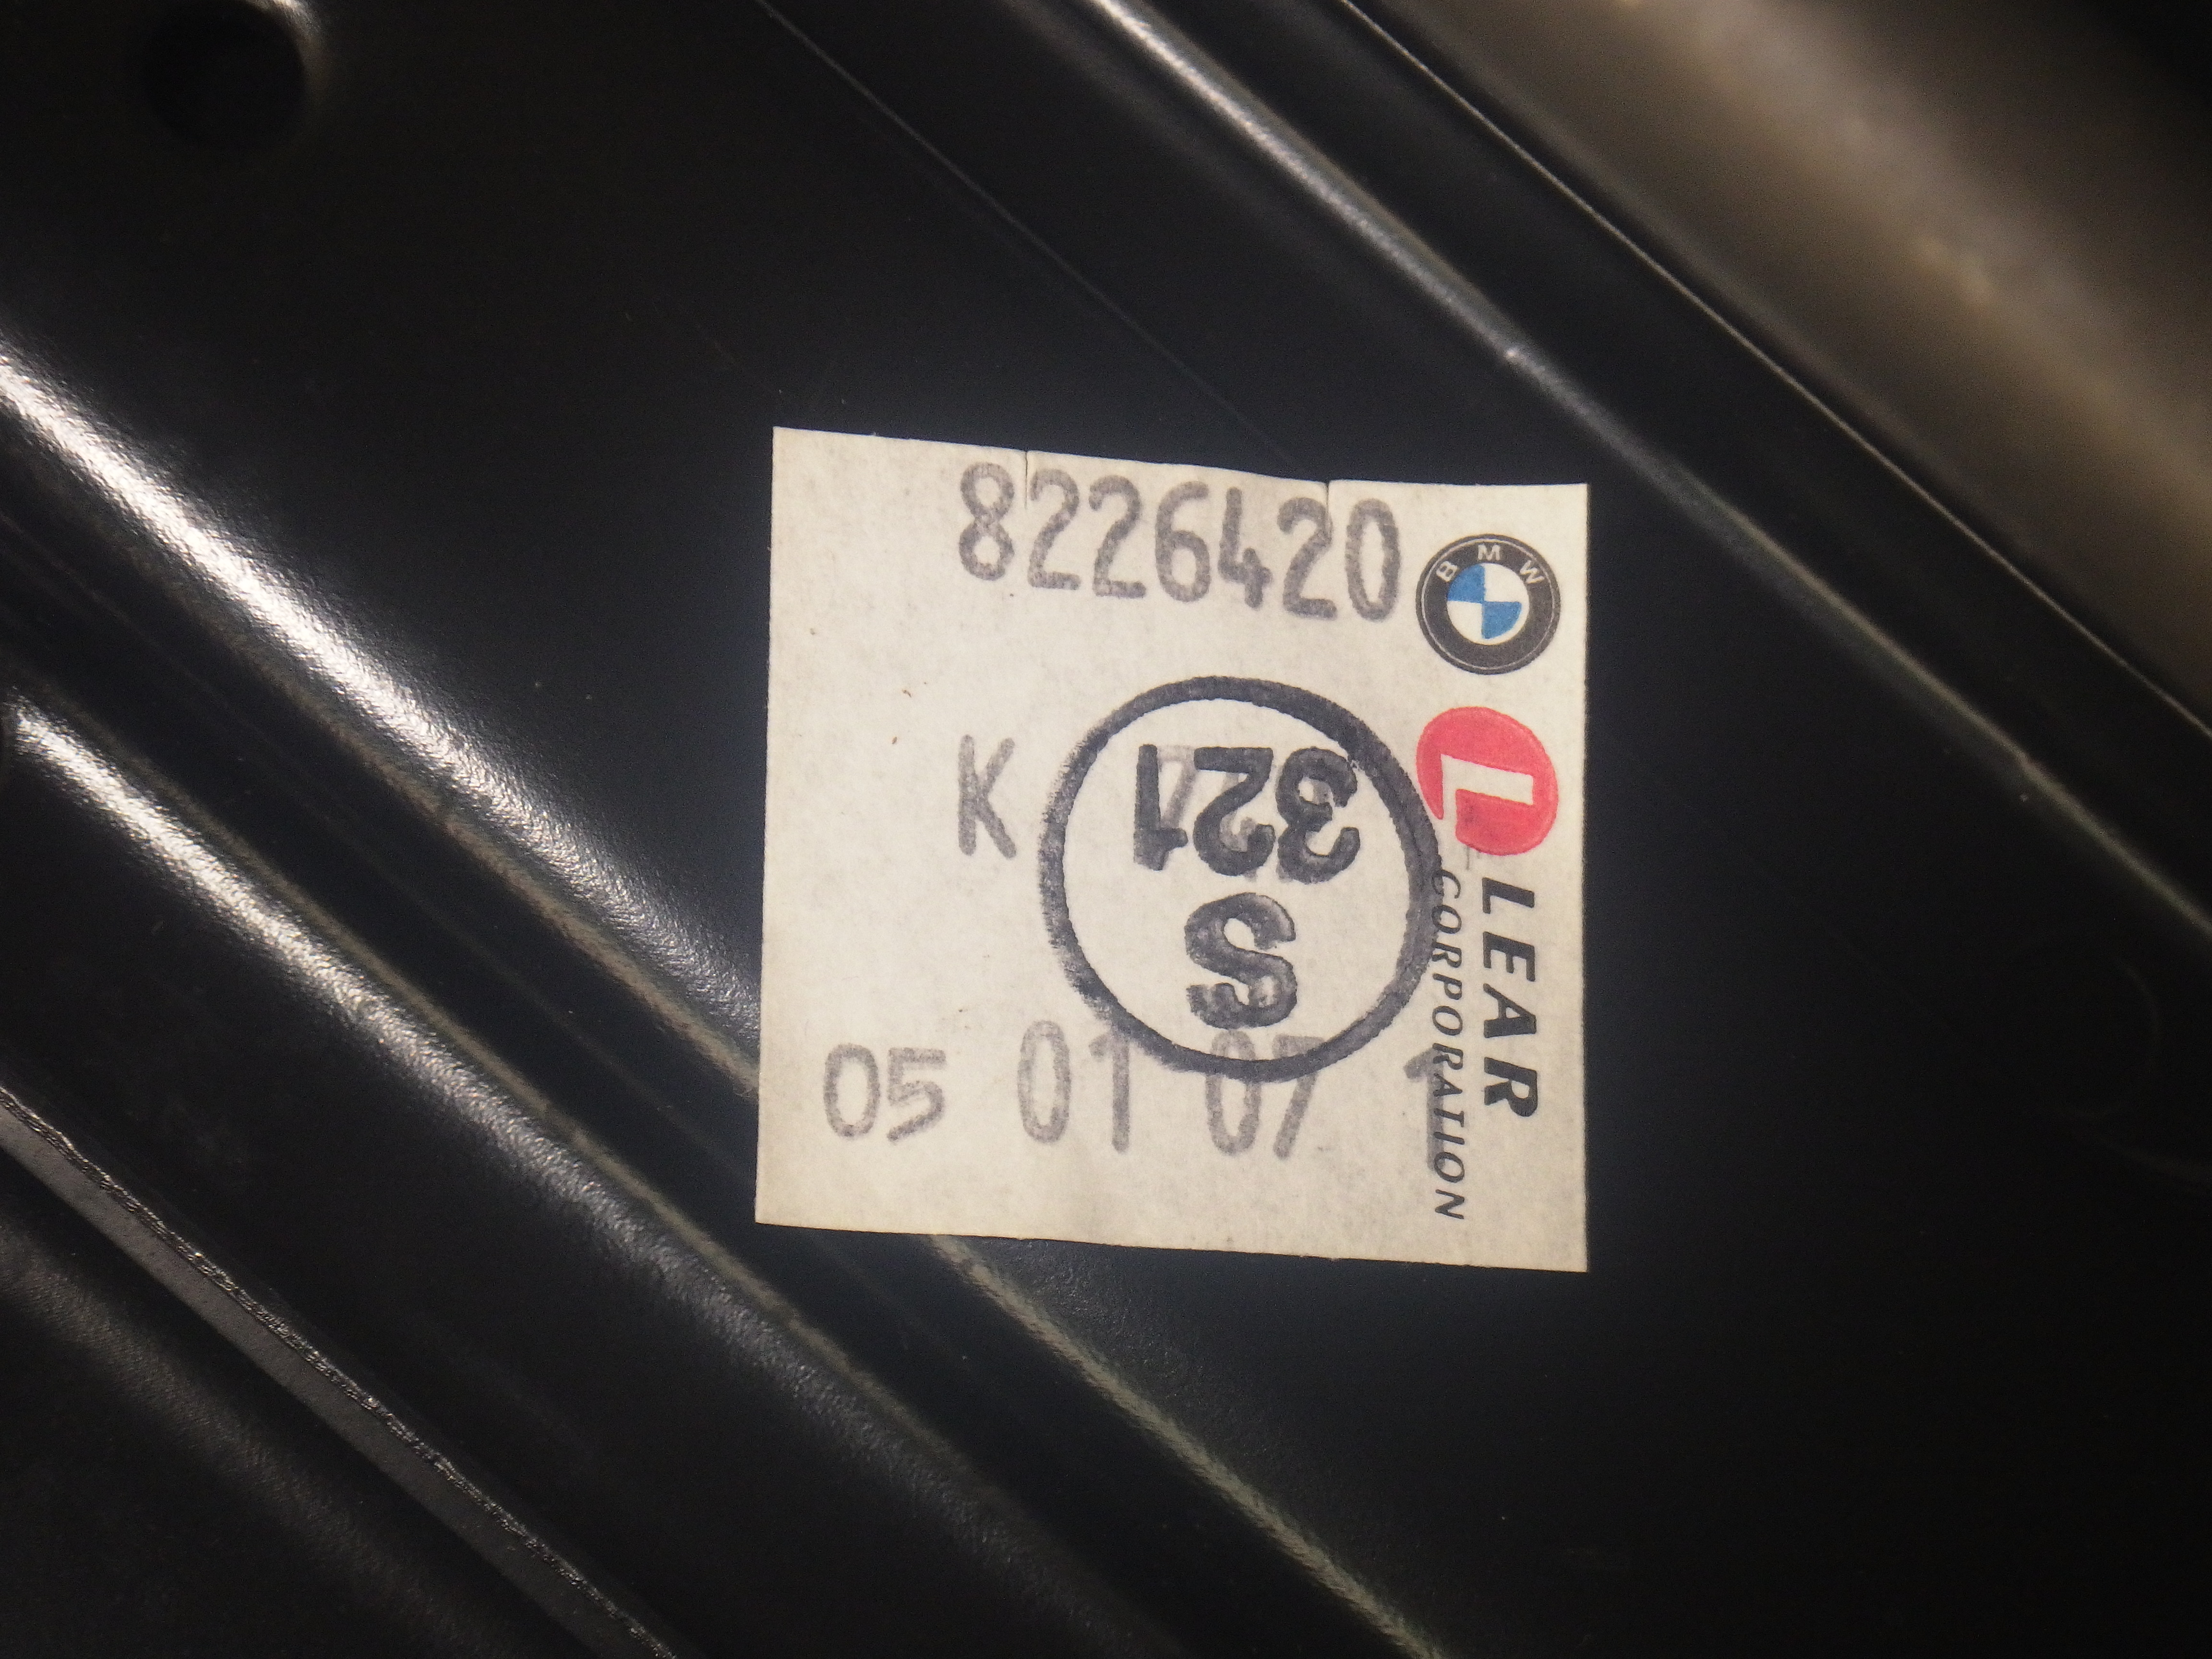 8226420
BMW
K
321
S
05 01 07 1
L
LEAR
CORPORATION